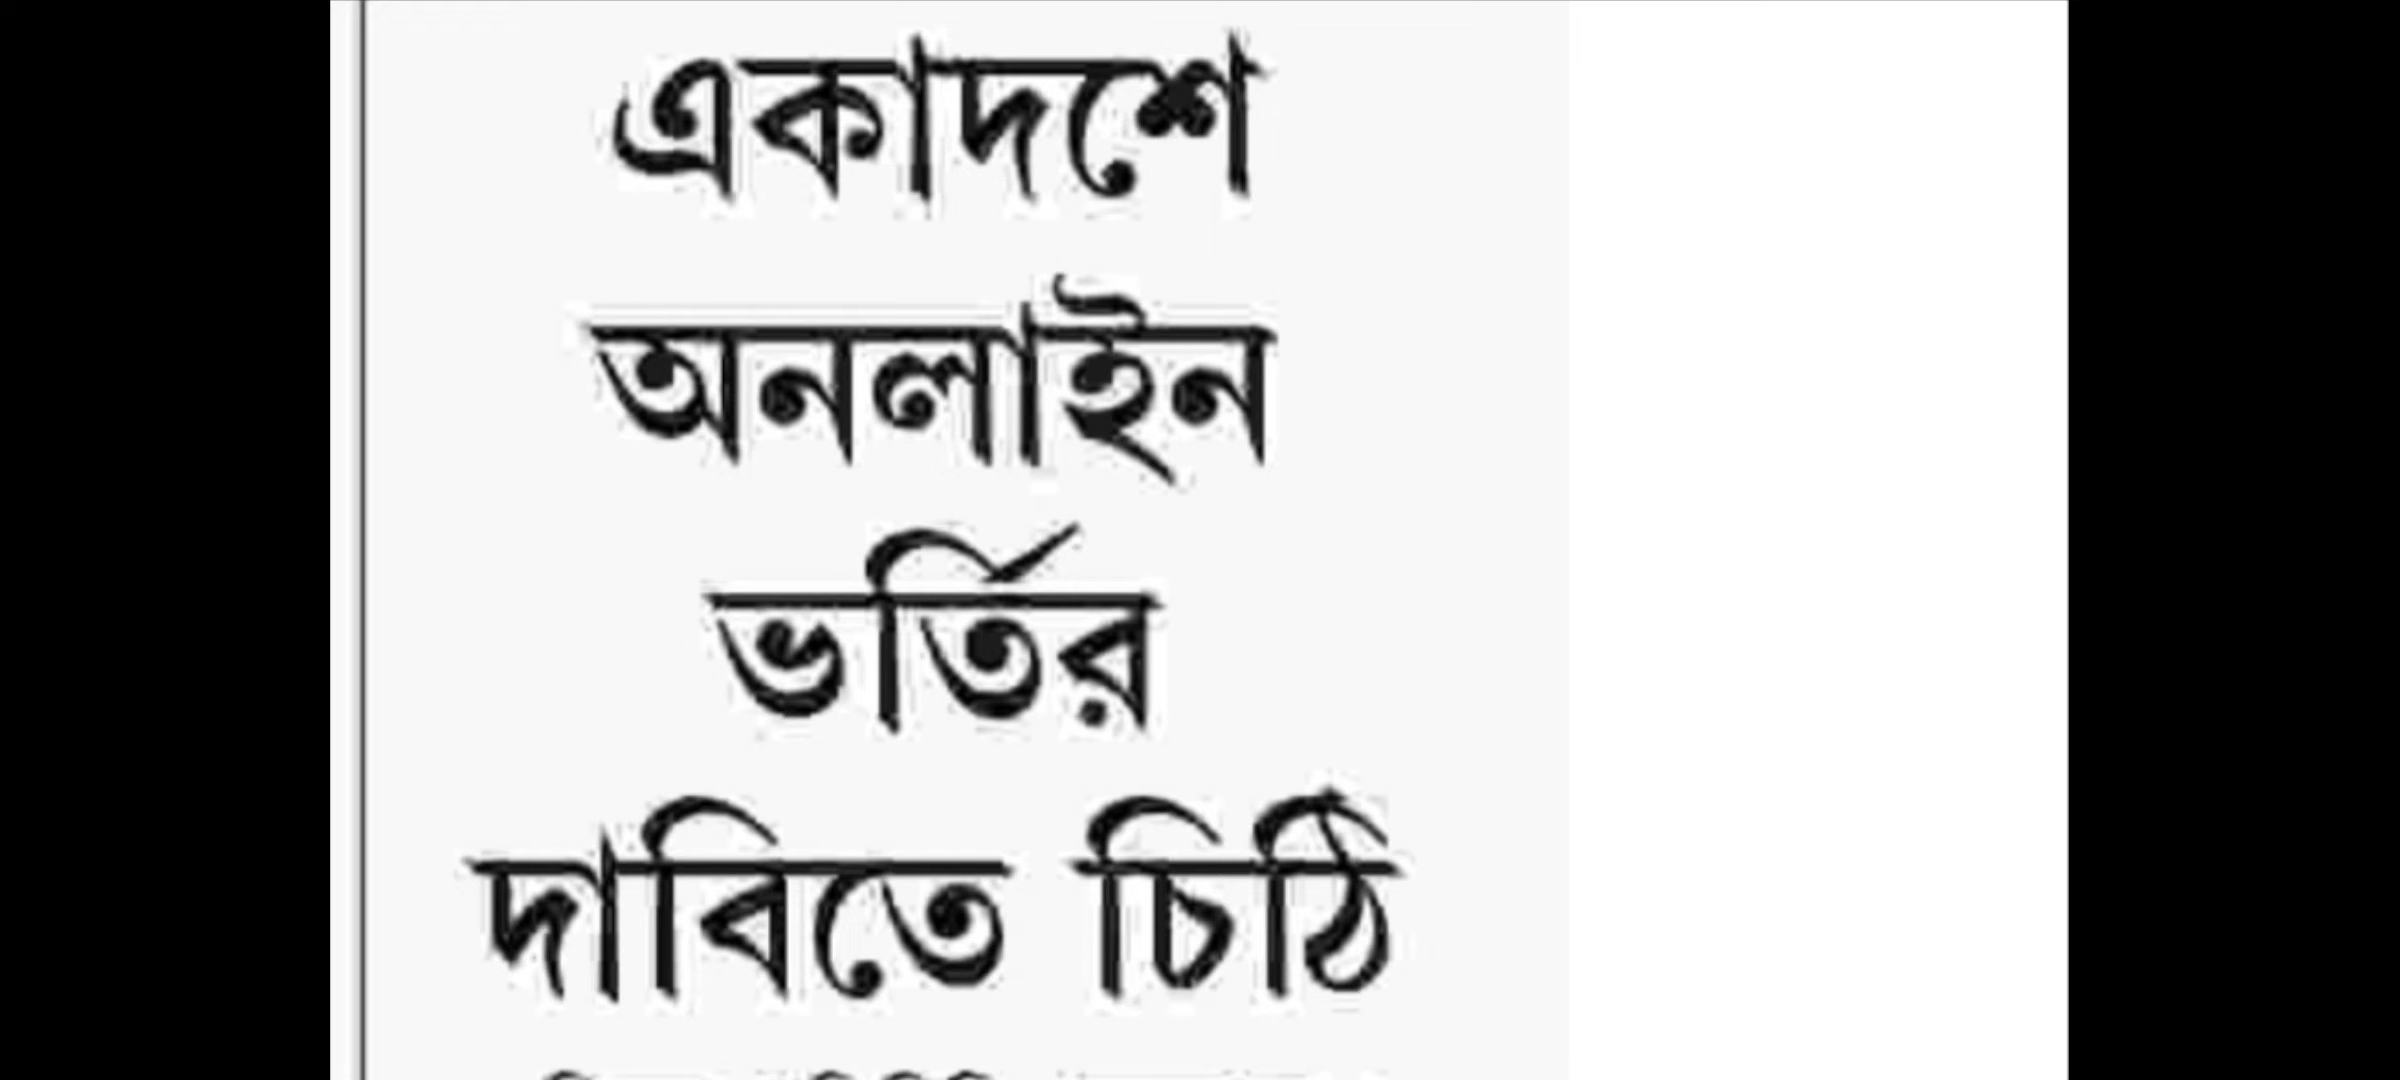 একাদশে
অনলাইন
ভর্তির
দাবিতে চিঠি